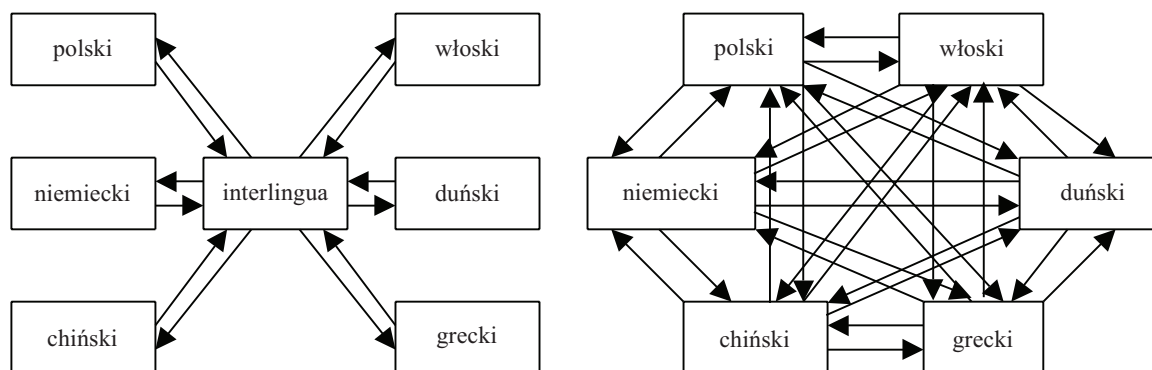 polski
włoski
niemiecki
interlingua
duński
chiński
grecki
polski
włoski
niemiecki
duński
chiński
grecki